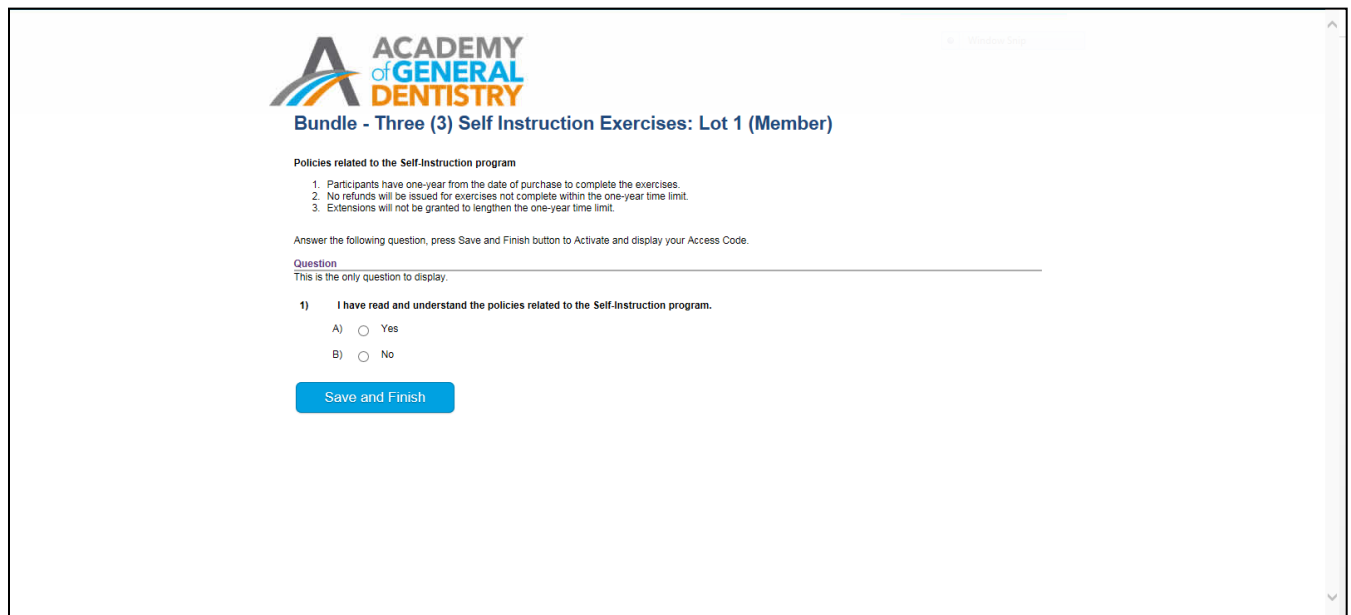 ACADEMY
of GENERAL
DENTISTRY
Bundle - Three (3) Self Instruction Exercises: Lot 1 (Member)
Policies related to the Self-Instruction program
1. Participants have one-year from the date of purchase to complete the exercises.
2. No refunds will be issued for exercises not complete within the one-year time limit.
3. Extensions will not be granted to lengthen the one-year time limit.
Answer the following question, press Save and Finish button to Activate and display your Access Code.
Question
This is the only question to display.
1) I have read and understand the policies related to the Self-Instruction program.
A) Yes
B) No
Save and Finish